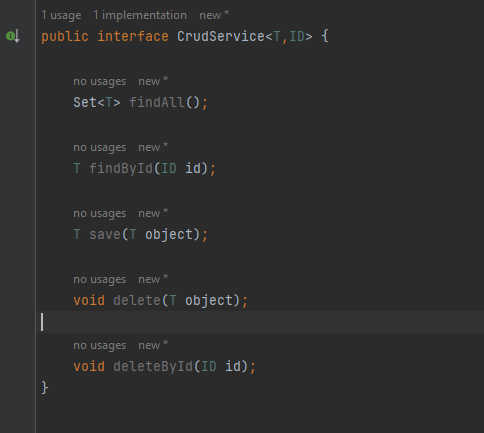 1 usage 1 implementation new *
public interface CrudService<T,ID> {
no usages new *
Set<T> findAll();
no usages new *
T findById(ID id);
no usages new *
T save(T object);
no usages new *
void delete(T object);
no usages new *
void deleteById(ID id);
}